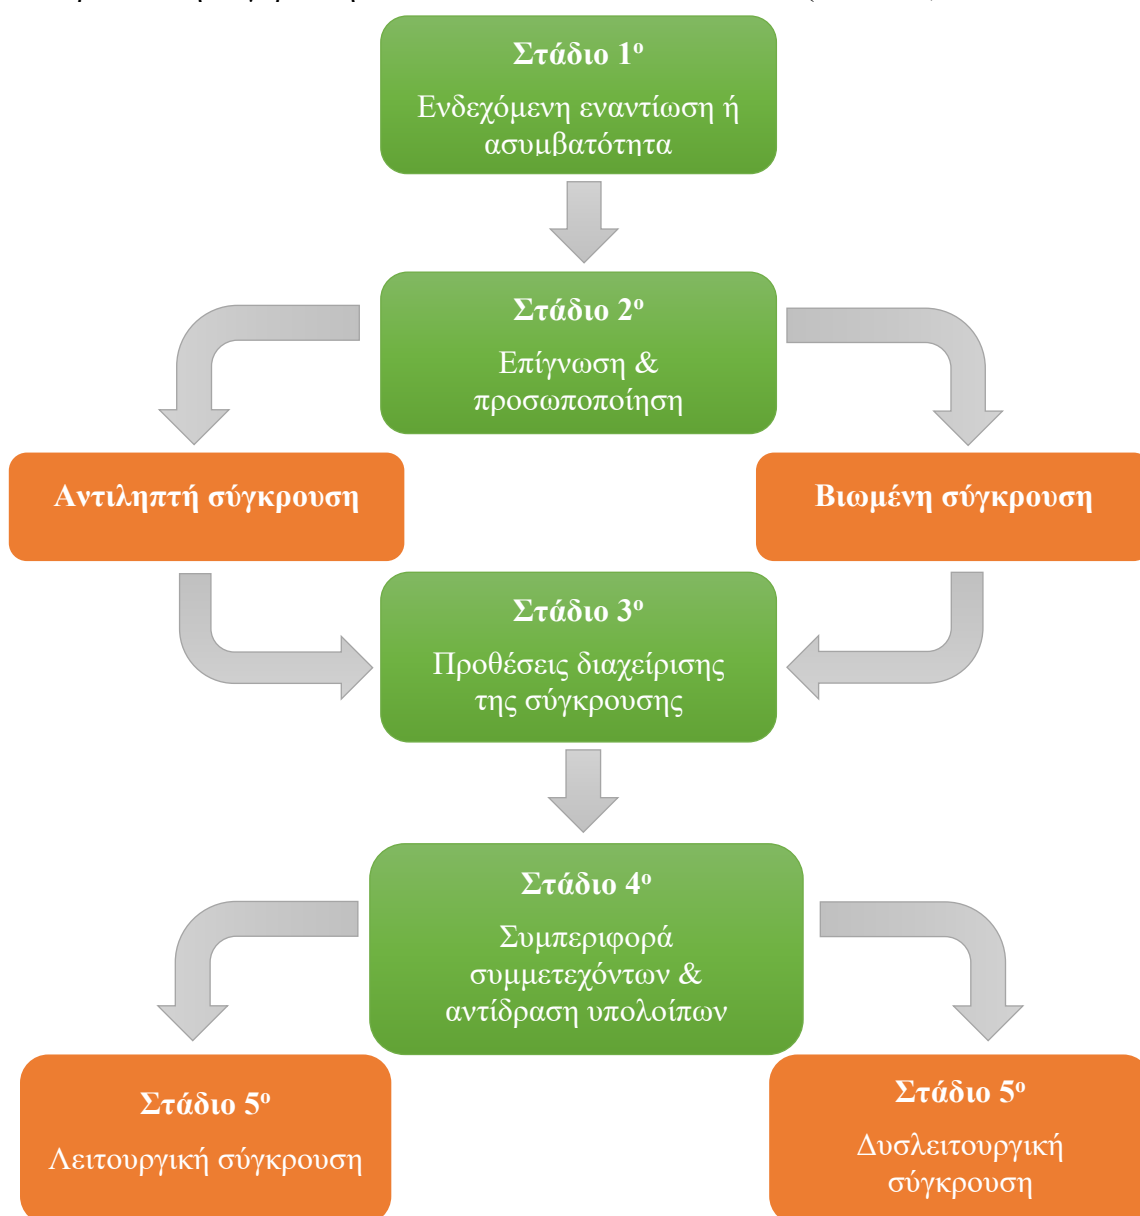 Στάδιο 1ο
Ενδεχόμενη εναντίωση ή
ασυμβατότητα
Στάδιο 2ο
Επίγνωση &
προσωποποίηση
Αντιληπτή σύγκρουση
Βιωμένη σύγκρουση
Στάδιο 3ο
Προθέσεις διαχείρισης
της σύγκρουσης
Στάδιο 4ο
Συμπεριφορά
συμμετεχόντων &
αντίδραση υπολοίπων
Στάδιο 5ο
Λειτουργική σύγκρουση
Στάδιο 5ο
Δυσλειτουργική
σύγκρουση